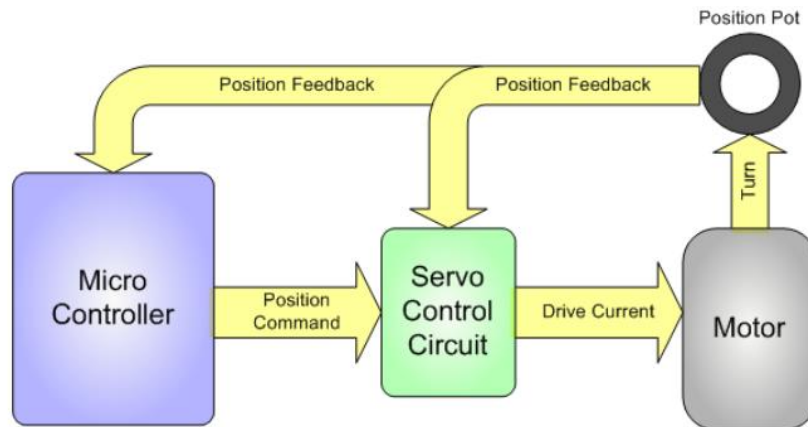 Position Pot
Position Feedback
Position Feedback
Turn
Micro
Controller
Position
Command
Servo
Control
Circuit
Drive Current
Motor